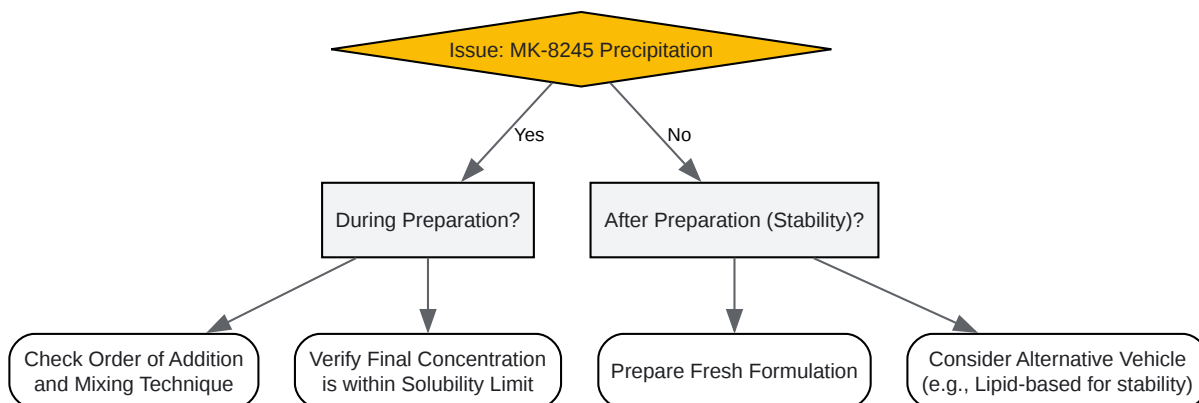 Issue: MK-8245 Precipitation
Yes
No
During Preparation?
After Preparation (Stability)?
Check Order of Addition
and Mixing Technique
Verify Final Concentration
is within Solubility Limit
Prepare Fresh Formulation
Consider Alternative Vehicle
(e.g., Lipid-based for stability)